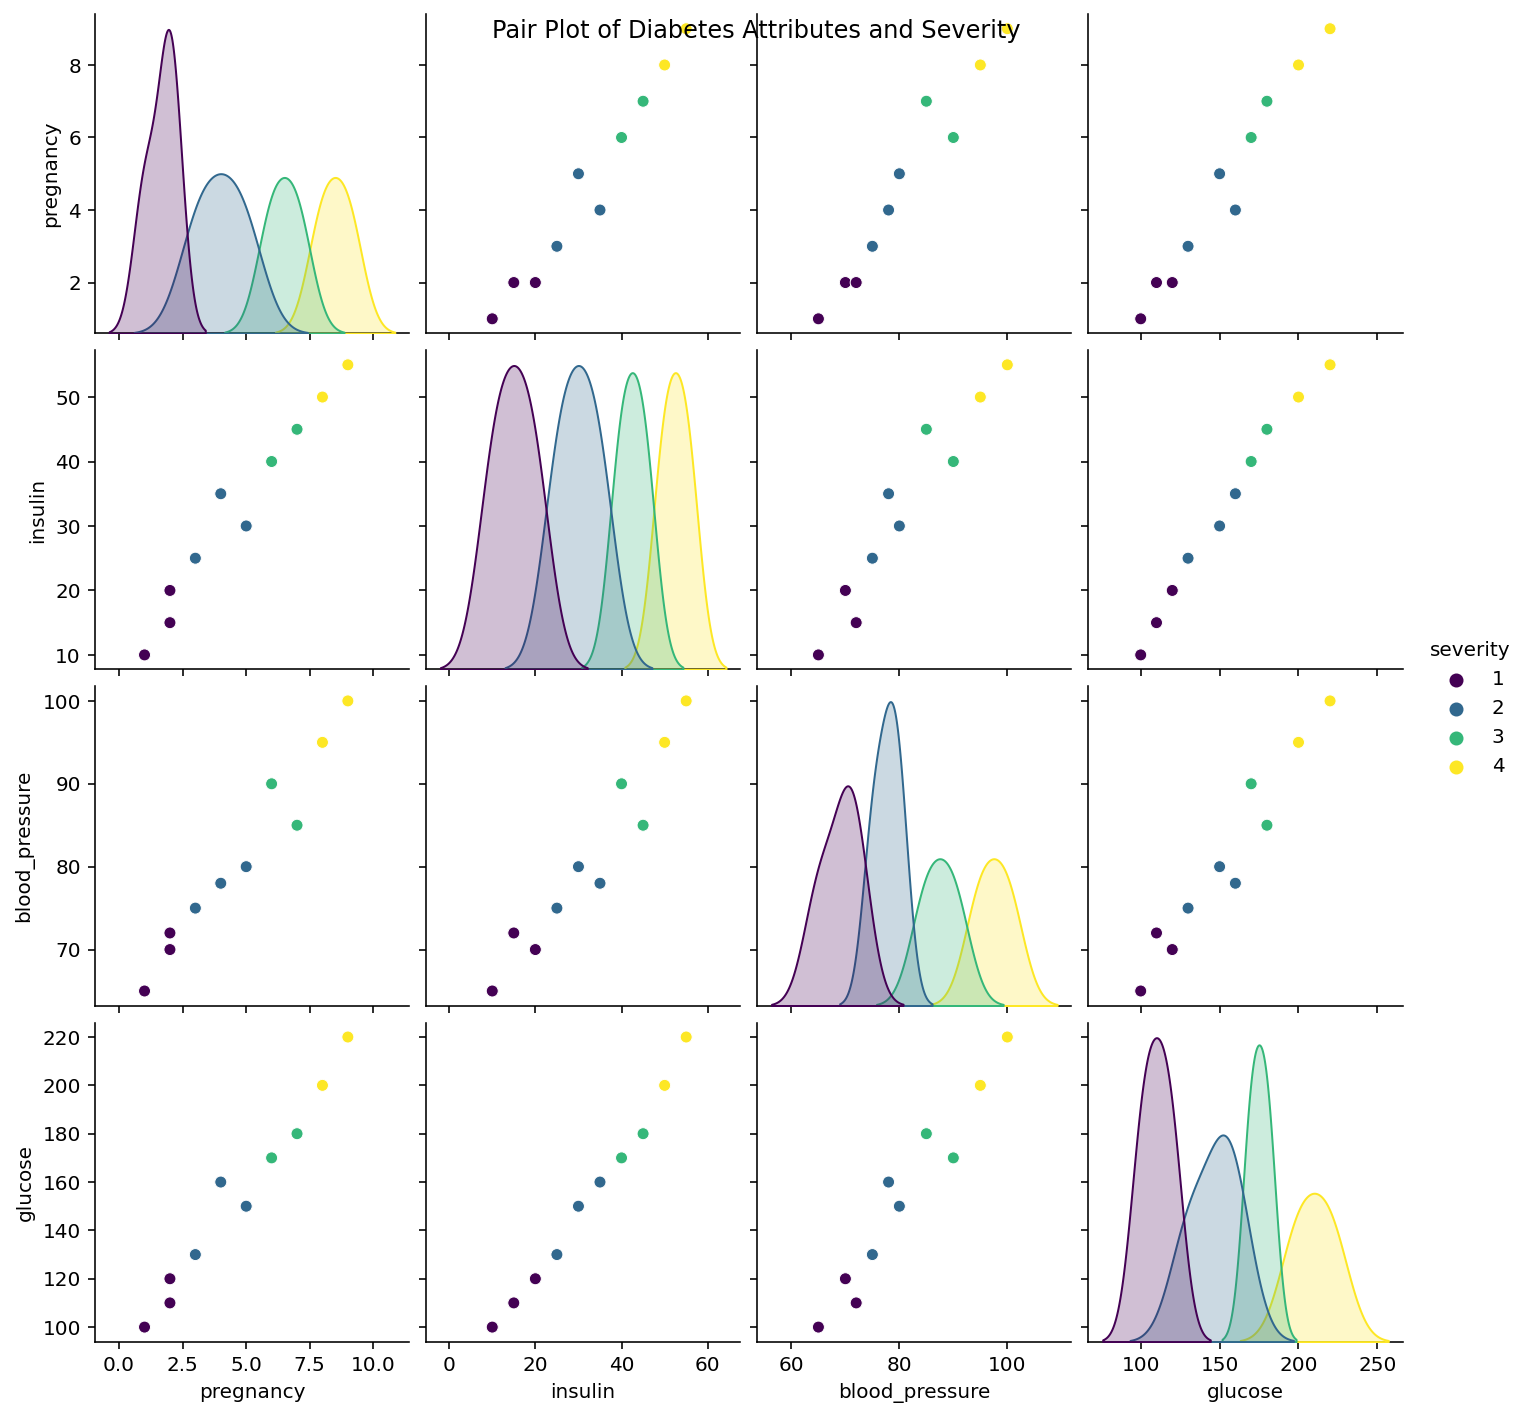 Pair Plot of Diabetes Attributes and Severity
8
6
4
2
pregnancy
50
40
30
20
10
insulin
100
90
80
70
blood_pressure
220
200
180
160
140
120
100
glucose
0.0 2.5 5.0 7.5 10.0
pregnancy
0 20 40 60
insulin
60 80 100
blood_pressure
100 150 200 250
glucose
severity
1
2
3
4